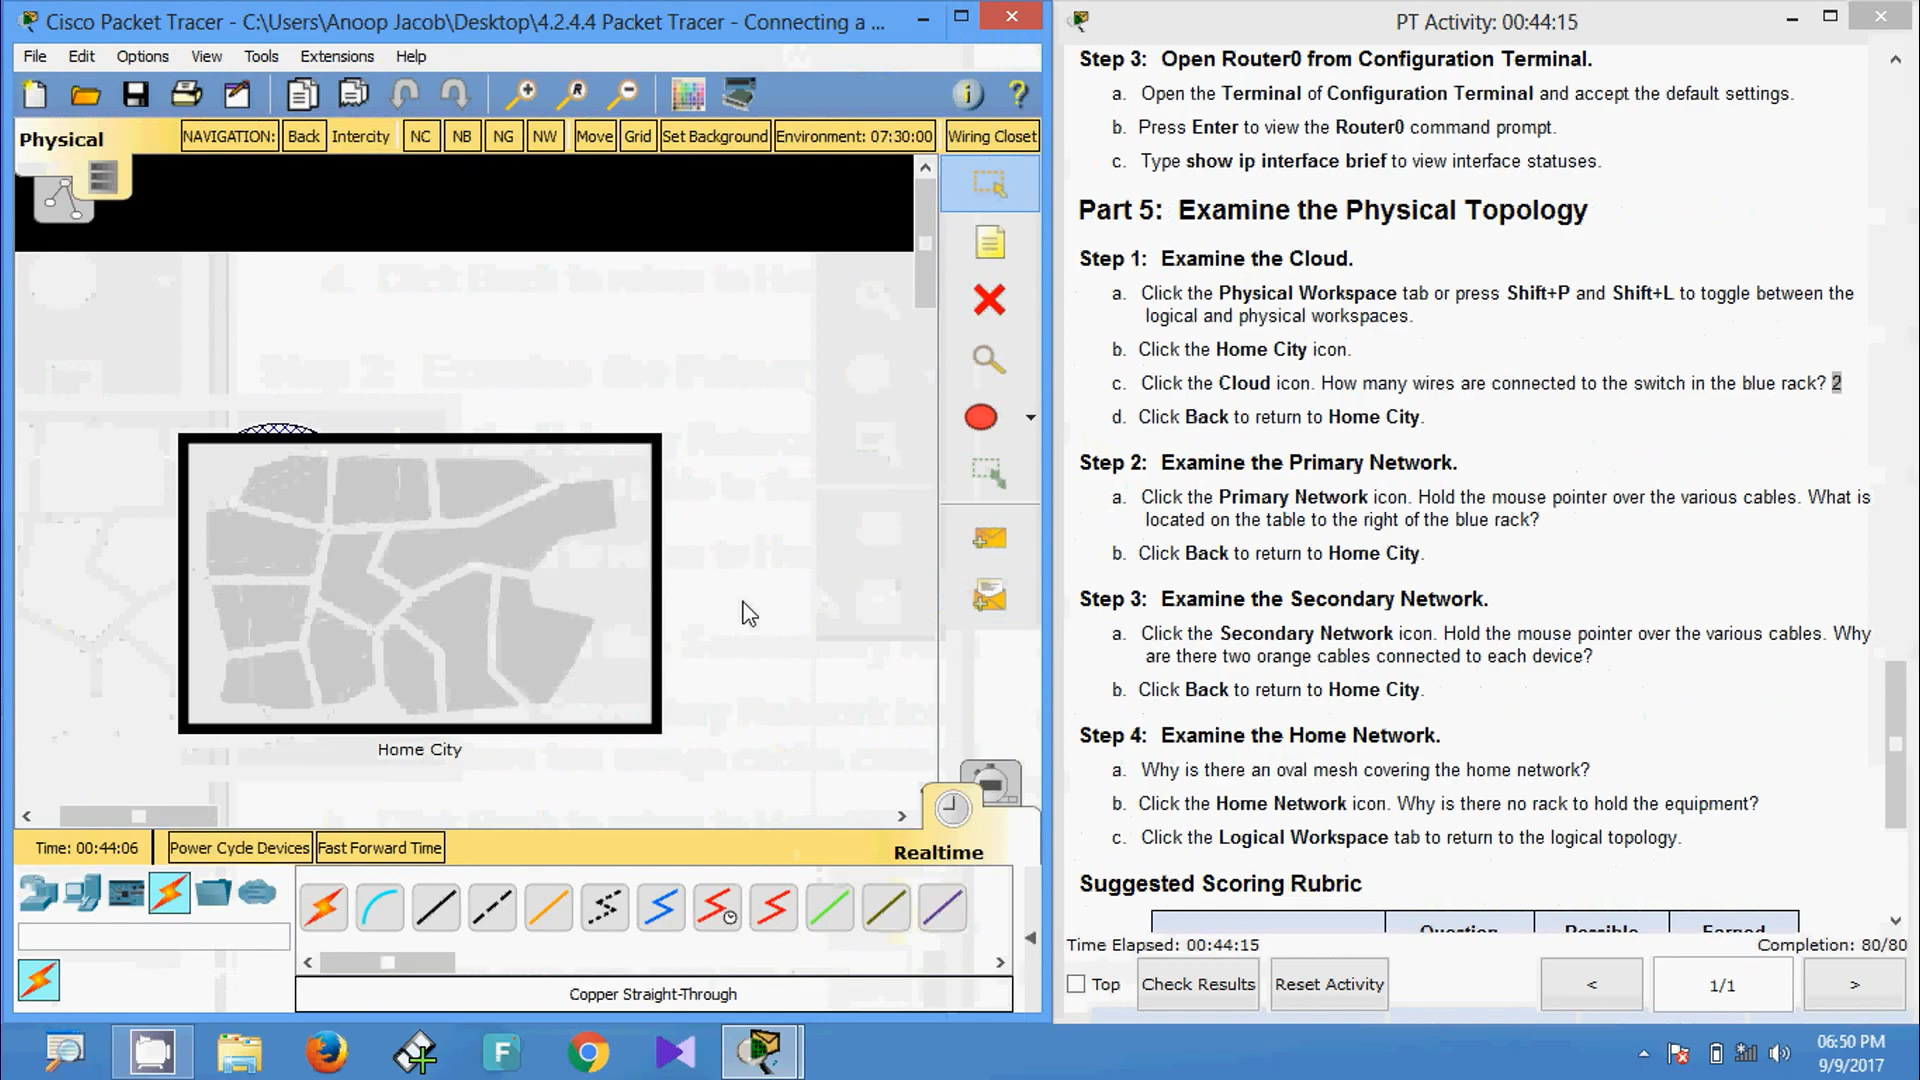 Cisco Packet Tracer - C:\Users\Anoop Jacob\Desktop\4.2.4.4 Packet Tracer - Connecting a ...
File Edit Options View Tools Extensions Help
Physical
NAVIGATION: Back Intercity NC NB NG NW Move Grid Set Background Environment: 07:30:00 Wiring Closet
Home City
Time: 00:44:06 Power Cycle Devices Fast Forward Time
Realtime
Copper Straight-Through
PT Activity: 00:44:15
Step 3: Open Router0 from Configuration Terminal.
a. Open the Terminal of Configuration Terminal and accept the default settings.
b. Press Enter to view the Router0 command prompt.
c. Type show ip interface brief to view interface statuses.
Part 5: Examine the Physical Topology
Step 1: Examine the Cloud.
a. Click the Physical Workspace tab or press Shift+P and Shift+L to toggle between the
logical and physical workspaces.
b. Click the Home City icon.
c. Click the Cloud icon. How many wires are connected to the switch in the blue rack? 2
d. Click Back to return to Home City.
Step 2: Examine the Primary Network.
a. Click the Primary Network icon. Hold the mouse pointer over the various cables. What is
located on the table to the right of the blue rack?
b. Click Back to return to Home City.
Step 3: Examine the Secondary Network.
a. Click the Secondary Network icon. Hold the mouse pointer over the various cables. Why
are there two orange cables connected to each device?
b. Click Back to return to Home City.
Step 4: Examine the Home Network.
a. Why is there an oval mesh covering the home network?
b. Click the Home Network icon. Why is there no rack to hold the equipment?
c. Click the Logical Workspace tab to return to the logical topology.
Suggested Scoring Rubric
Question Possible Earned
Time Elapsed: 00:44:15 Completion: 80/80
Top Check Results Reset Activity < 1/1 >
06:50 PM
9/9/2017